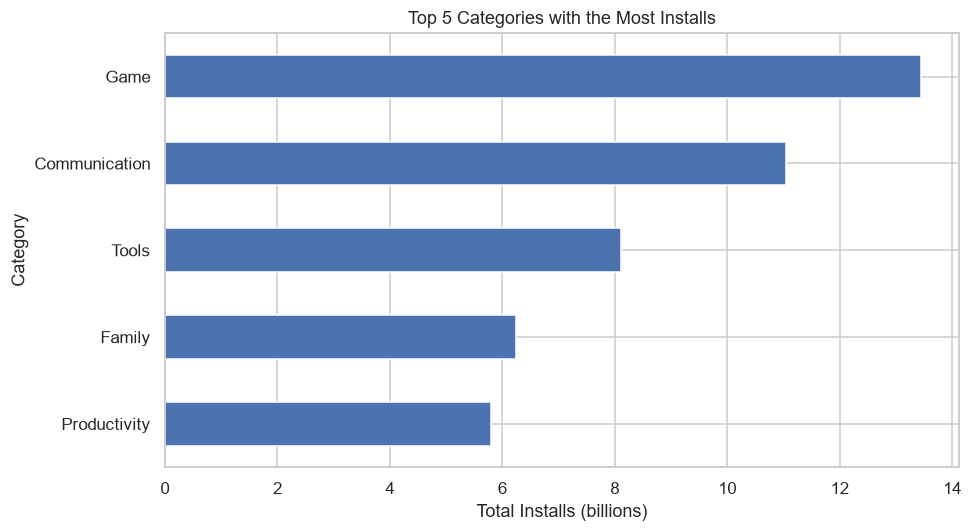 Top 5 Categories with the Most Installs
Game
Communication
Tools
Family
Productivity
Category
0 2 4 6 8 10 12 14
Total Installs (billions)